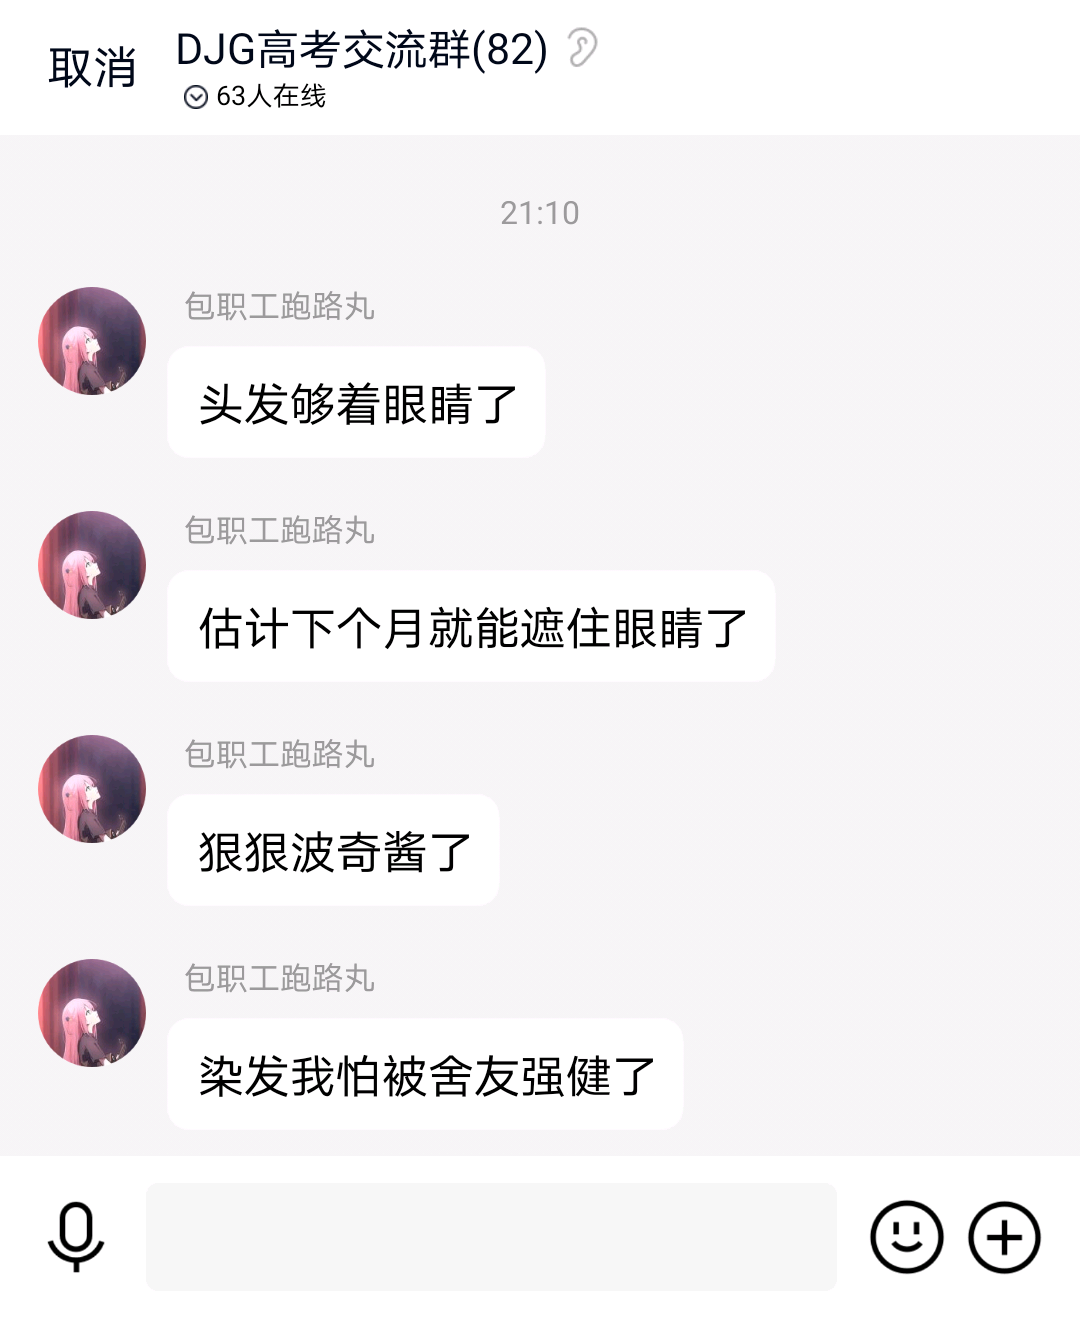 取消
DJG高考交流群(82)
63人在线
21:10
包职工跑路丸
头发够着眼睛了
包职工跑路丸
估计下个月就能遮住眼睛了
包职工跑路丸
狠狠波奇酱了
包职工跑路丸
染发我怕被舍友强健了